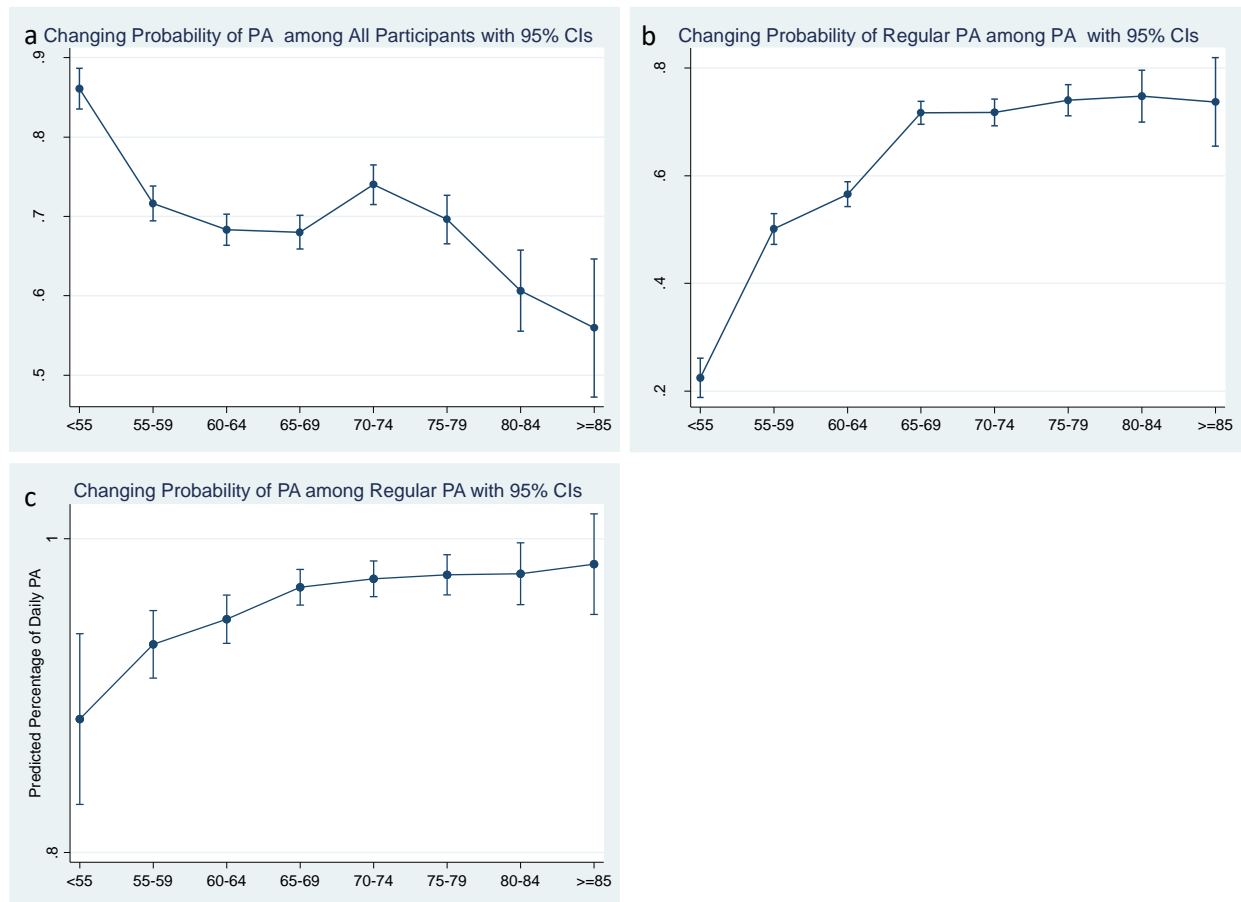 a Changing Probability of PA among All Participants with 95% CIs
.9
.8
.7
.6
.5
<55 55-59 60-64 65-69 70-74 75-79 80-84 >=85
b Changing Probability of Regular PA among PA with 95% CIs
.8
.6
.4
.2
<55 55-59 60-64 65-69 70-74 75-79 80-84 >=85
c Changing Probability of PA among Regular PA with 95% CIs
Predicted Percentage of Daily PA
1
.8
<55 55-59 60-64 65-69 70-74 75-79 80-84 >=85